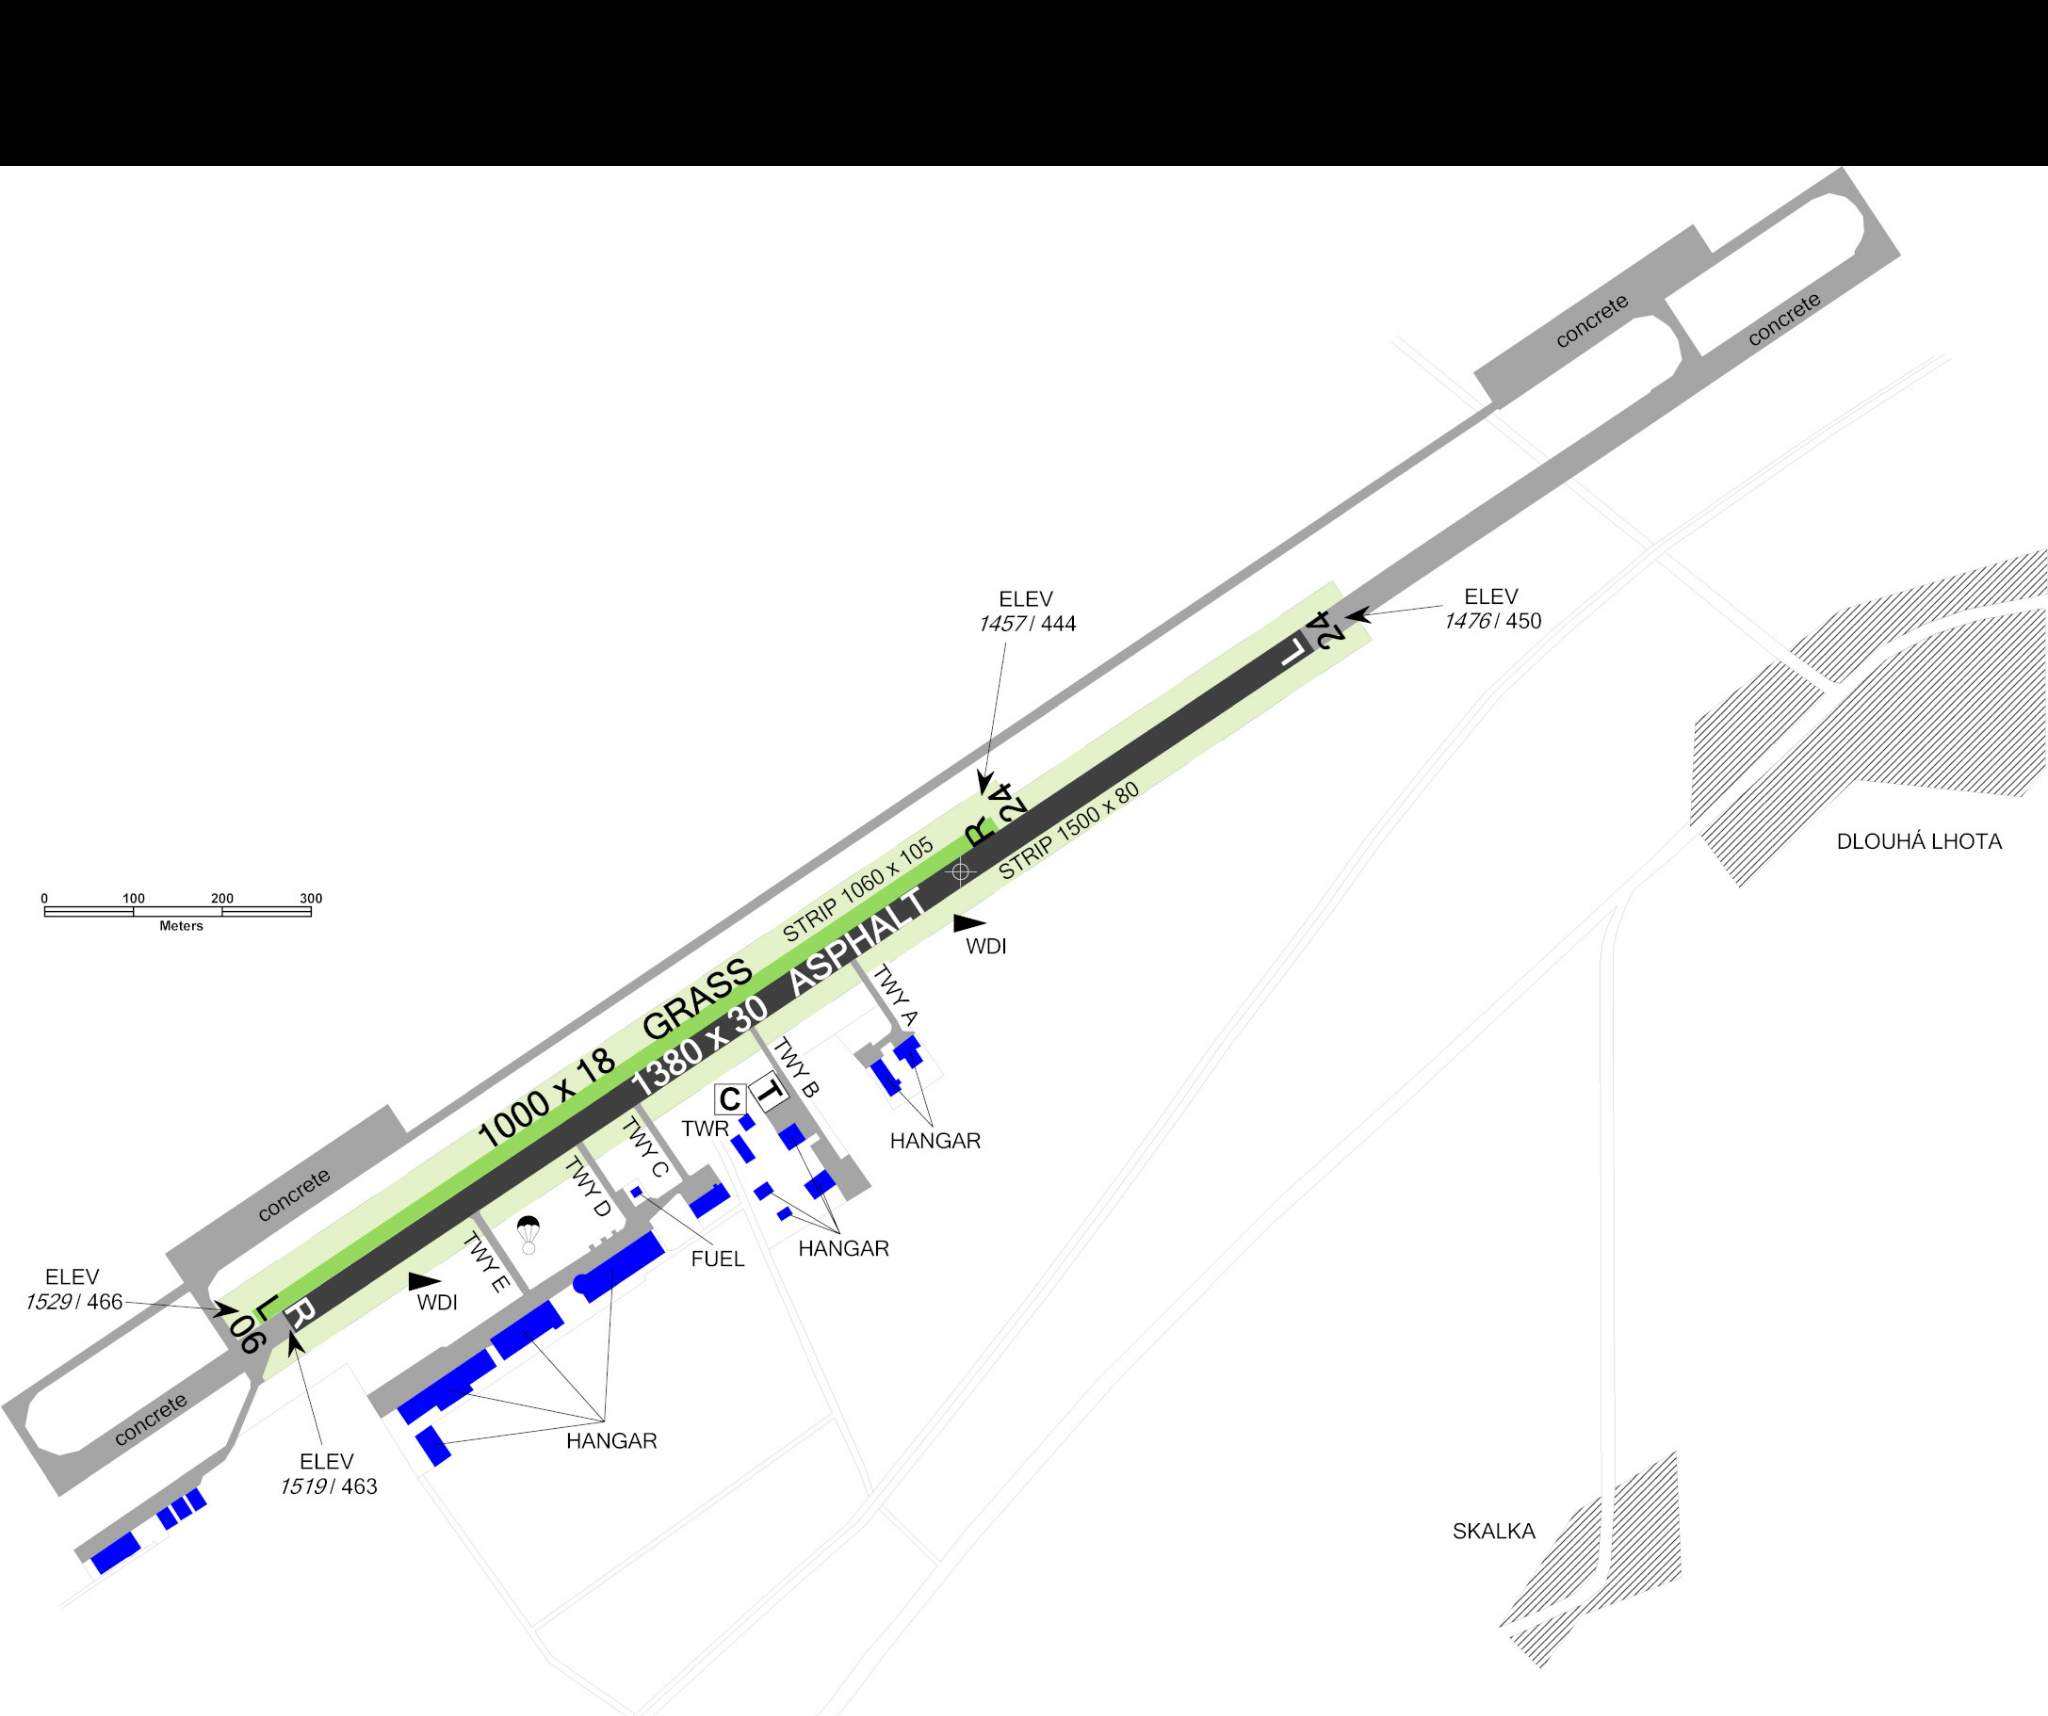 concrete
concrete
ELEV
1457 / 444
ELEV
1476 / 450
24
L
24
R
STRIP 1060 x 105
STRIP 1500 x 80
DLOUHÁ LHOTA
0 100 200 300
Meters
WDI
1000 x 18 GRASS
1380 x 30 ASPHALT
TWY A
TWY B
C
T
TWR
TWY C
TWY D
HANGAR
concrete
TWY E
FUEL
HANGAR
ELEV
1529 / 466
WDI
L
R
06
concrete
HANGAR
ELEV
1519 / 463
SKALKA